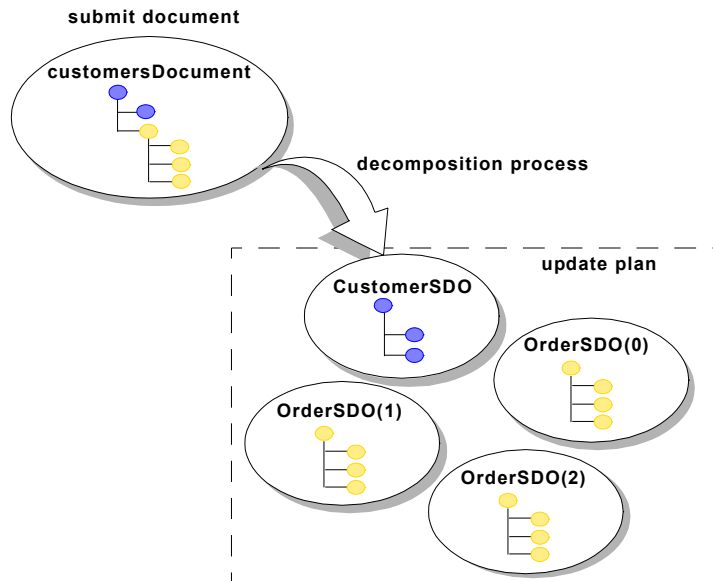 submit document
customersDocument
decomposition process
update plan
CustomerSDO
OrderSDO(0)
OrderSDO(1)
OrderSDO(2)